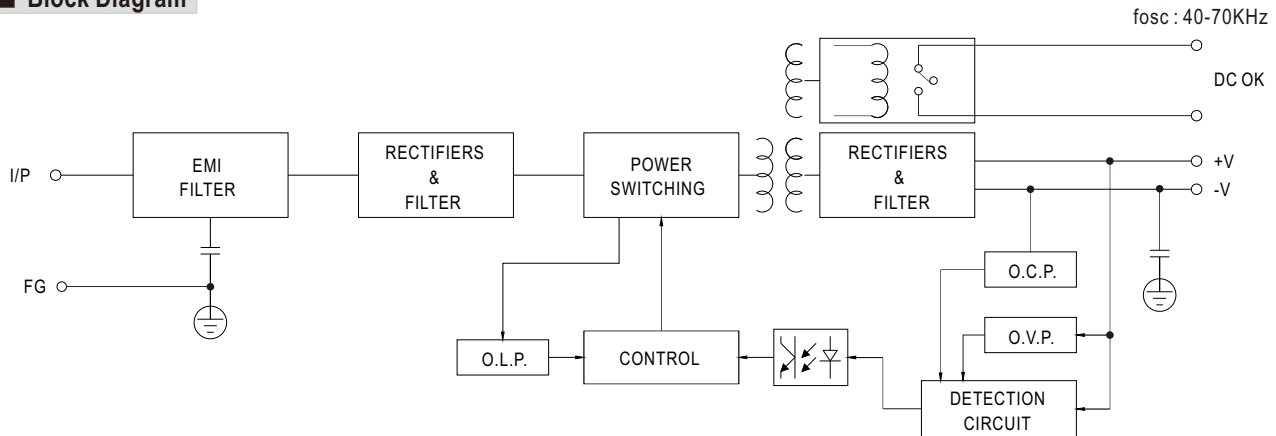 ■ Block Diagram
fosc : 40-70KHz
DC OK
I/P
EMI
FILTER
RECTIFIERS
&
FILTER
POWER
SWITCHING
RECTIFIERS
&
FILTER
+V
-V
FG
O.C.P.
O.V.P.
O.L.P.
CONTROL
DETECTION
CIRCUIT